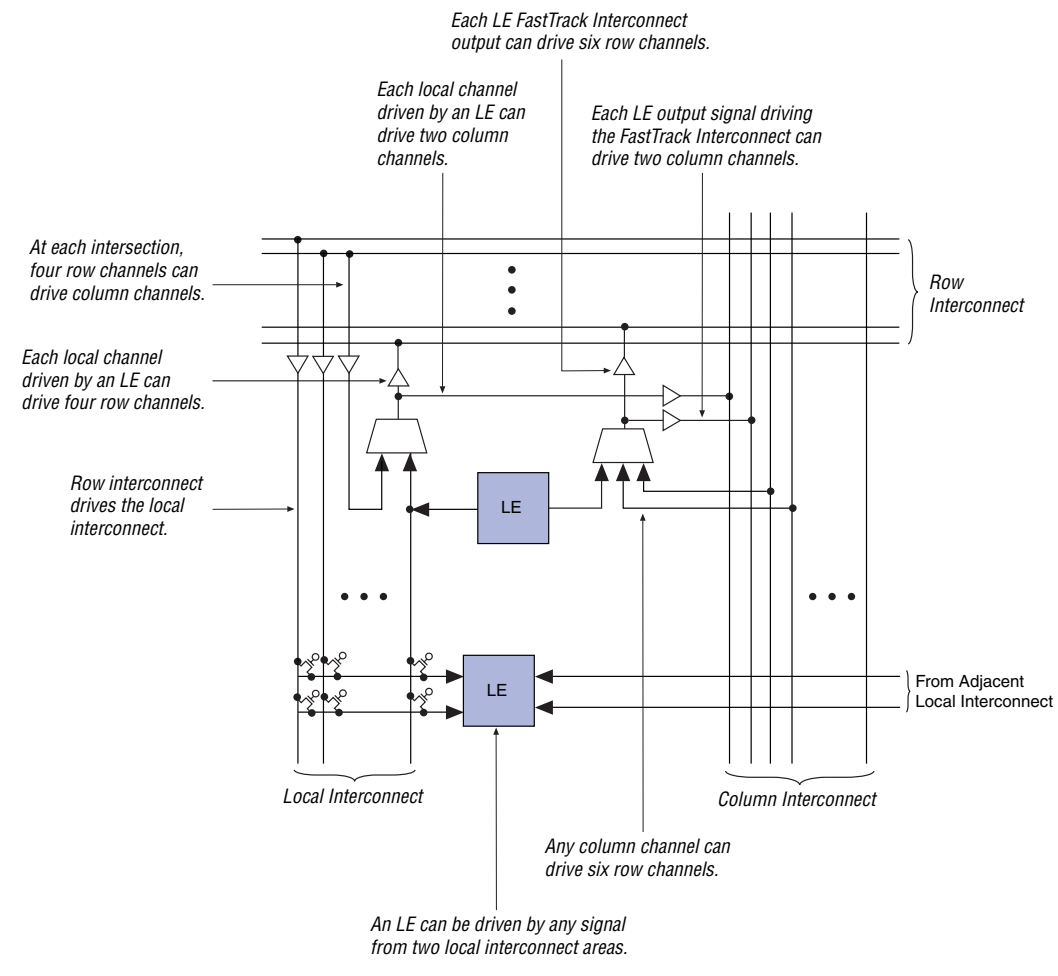 Each LE FastTrack Interconnect
output can drive six row channels.
Each local channel
driven by an LE can
drive two column
channels.
Each LE output signal driving
the FastTrack Interconnect can
drive two column channels.
At each intersection,
four row channels can
drive column channels.
Row
Interconnect
Each local channel
driven by an LE can
drive four row channels.
Row interconnect
drives the local
interconnect.
LE
LE
From Adjacent
Local Interconnect
Local Interconnect
Column Interconnect
Any column channel can
drive six row channels.
An LE can be driven by any signal
from two local interconnect areas.